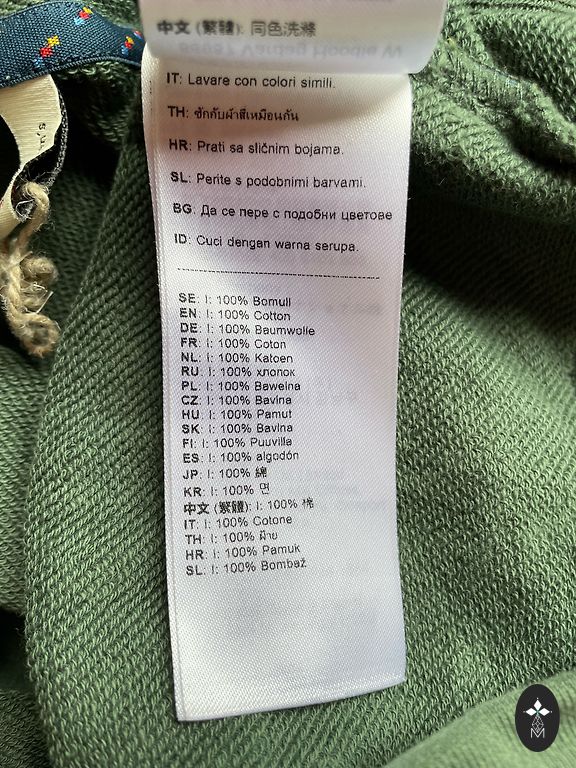 中文 (繁體): 同色洗滌
IT: Lavare con colori simili.
TH: ซักกับผ้าสีเหมือนกัน
HR: Prati sa sličnim bojama.
SL: Perite s podobnimi barvami.
BG: Да се пере с подобни цветове
ID: Cuci dengan warna serupa.
SE: I: 100% Bomull
EN: I: 100% Cotton
DE: I: 100% Baumwolle
FR: I: 100% Coton
NL: I: 100% Katoen
RU: I: 100% хлопок
PL: I: 100% Bawelna
CZ: I: 100% Bavlna
HU: I: 100% Pamut
SK: I: 100% Bavlna
FI: I: 100% Puuvilla
ES: I: 100% algodón
JP: I: 100% 綿
KR: I: 100% 면
中文 (繁體): I: 100% 棉
IT: I: 100% Cotone
TH: I: 100% ฝ้าย
HR: I: 100% Pamuk
SL: I: 100% Bombaž
M